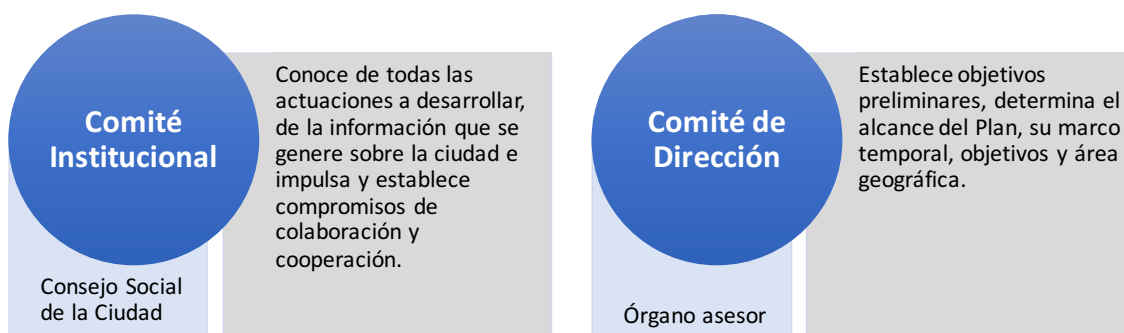 Comité
Institucional
Conoce de todas las
actuaciones a desarrollar,
de la información que se
genere sobre la ciudad e
impulsa y establece
compromisos de
colaboración y
cooperación.
Consejo Social
de la Ciudad
Comité de
Dirección
Establece objetivos
preliminares, determina el
alcance del Plan, su marco
temporal, objetivos y área
geográfica.
Órgano asesor